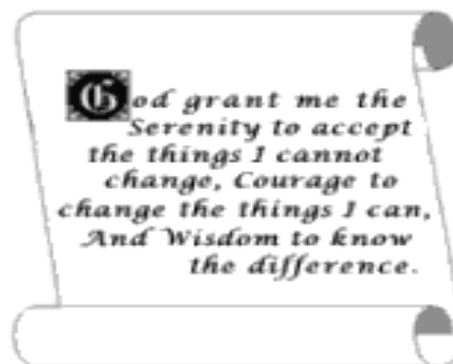 God grant me the
Serenity to accept
the things I cannot
change, Courage to
change the things I can,
And Wisdom to know
the difference.